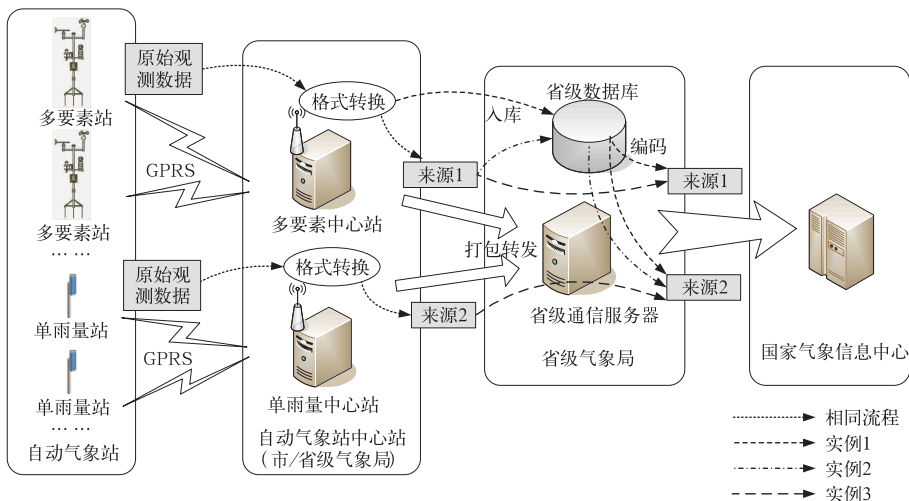 多要素站
多要素站
… …
单雨量站
单雨量站
… …
自动气象站
原始观
测数据
GPRS
原始观
测数据
GPRS
格式转换
多要素中心站
格式转换
单雨量中心站
自动气象站中心站
(市/省级气象局)
来源1
来源2
入库
省级数据库
编码
打包转发
省级通信服务器
省级气象局
来源1
来源2
国家气象信息中心
相同流程
实例1
实例2
实例3